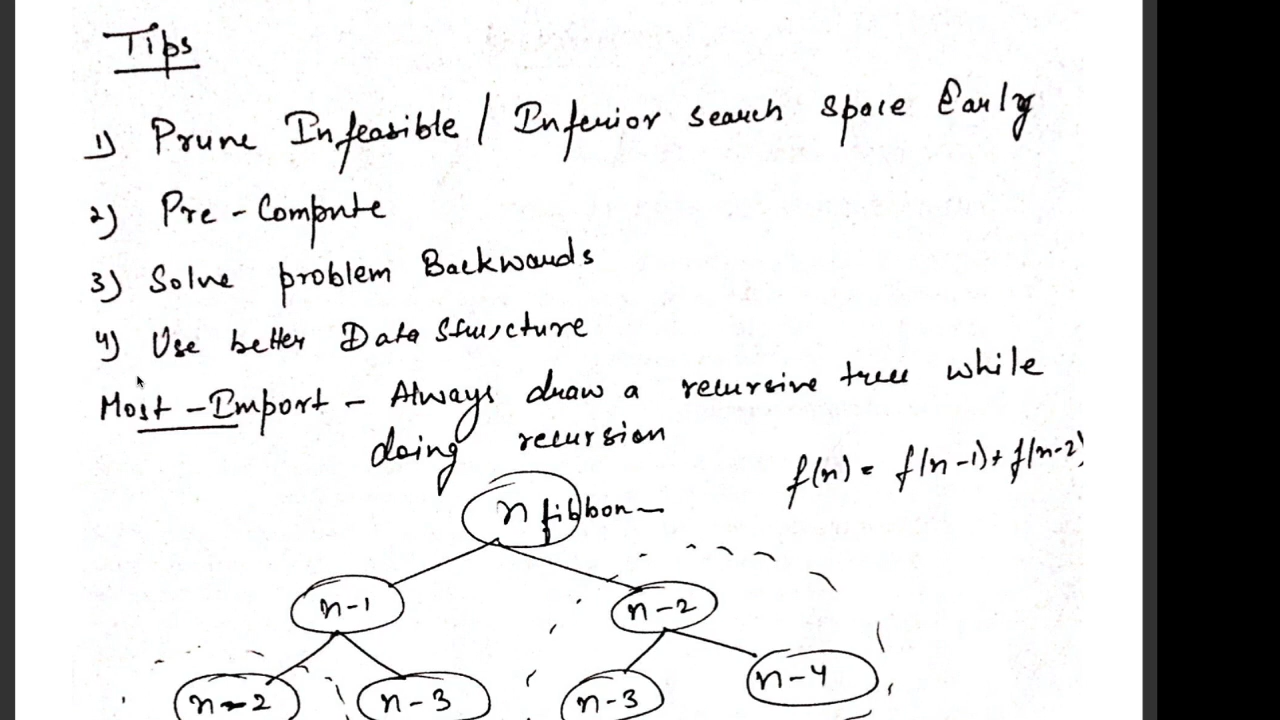 Tips
1) Prune Infeasible / Inferior search space Early
2) Pre - Compute
3) Solve problem Backwards
4) Use better Data structure
Most - Import - Always draw a recursive tree while
doing recursion
f(n) = f(n-1) + f(n-2)
n fibbon
n-1 n-2
n-2 n-3 n-3 n-4